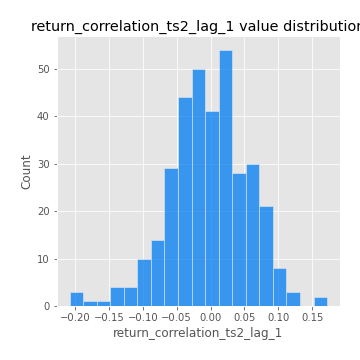 return_correlation_ts2_lag_1 value distribution
50
40
30
20
10
0
Count
−0.20 −0.15 −0.10 −0.05 0.00 0.05 0.10 0.15
return_correlation_ts2_lag_1